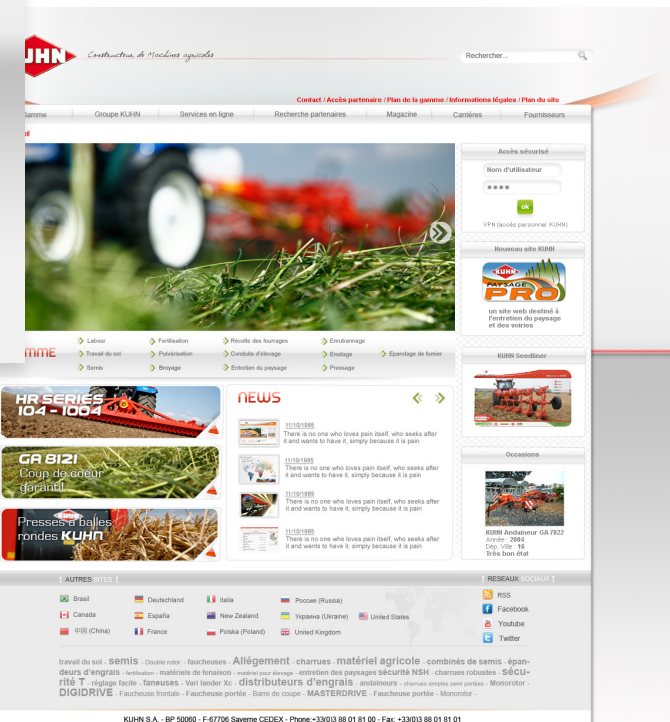 UHN
Constructeur de Machines agricoles
Rechercher...
Contact / Accès partenaire / Plan de la gamme / Informations légales / Plan du site
amme Groupe KUHN Services en ligne Recherche partenaires Magazine Carrières Fournisseurs
il
Accès sécurisé
Nom d'utilisateur
ok
VPN (accés personnel KUHN)
Nouveau site KUHN
KUHN
PAYSAGE
PRO
un site web destiné à
l'entretien du paysage
et des voiries
MME
Labour Fertilisation Récolte des fourrages Enrubannage
Travail du sol Pulvérisation Conduite d'élevage Ensilage Epandage de fumier
Semis Broyage Entretien du paysage Pressage
KUHN Seedliner
HR SERIES
104 - 1004
GA 8121
Coup de coeur
garanti!
Presses à balles
rondes KUHN
NEWS
11/10/1985
There is no one who loves pain itself, who seeks after
it and wants to have it, simply because it is pain
11/10/1985
There is no one who loves pain itself, who seeks after
it and wants to have it, simply because it is pain
11/10/1985
There is no one who loves pain itself, who seeks after
it and wants to have it, simply because it is pain
11/10/1985
There is no one who loves pain itself, who seeks after
it and wants to have it, simply because it is pain
Occasions
KUHN Andaineur GA 7822
Année : 2004
Dép. Ville : 16
Très bon état
AUTRES SITES
RESEAUX SOCIAUX
Brasil Deutschland Italia Россия (Russia)
Canada España New Zealand Украина (Ukraine) United States
中国 (China) France Polska (Poland) United Kingdom
RSS
Facebook
Youtube
Twitter
travail du sol - semis - Double rotor - faucheuses - Allégement - charrues - matériel agricole - combinés de semis - épan-
deurs d'engrais - fertilisation - matériels de fenaison - matériel pour élevage - entretien des paysages sécurité NSH - charrues robustes - sécu-
rité T - réglage facile - faneuses - Vari lander Xc - distributeurs d'engrais - andaineurs - charrues simples semi portées - Monorotor -
DIGIDRIVE - Faucheuse frontale - Faucheuse portée - Barre de coupe - MASTERDRIVE - Faucheuse portée - Monorotor -
KUHN S.A. - BP 50060 - F-67706 Saverne CEDEX - Phone:+33(0)3 88 01 81 00 - Fax: +33(0)3 88 01 81 01